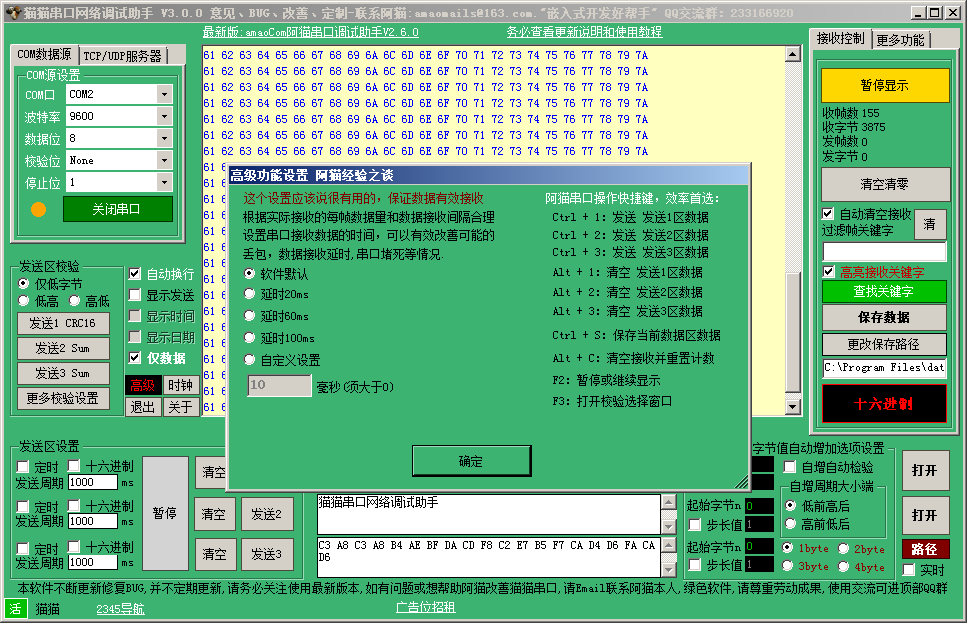 猫猫串口网络调试助手 V3.0.0 意见、BUG、改善、定制-联系阿猫:amaomails@163.com."嵌入式开发好帮手" QQ交流群: 233166920
最新版:amaoCom阿猫串口调试助手V2.6.0
务必查看更新说明和使用教程
COM数据源
TCP/UDP服务器
COM源设置
COM口 COM2
波特率 9600
数据位 8
校验位 None
停止位 1
关闭串口
61 62 63 64 65 66 67 68 69 6A 6C 6D 6E 6F 70 71 72 73 74 75 76 77 78 79 7A
61 62 63 64 65 66 67 68 69 6A 6C 6D 6E 6F 70 71 72 73 74 75 76 77 78 79 7A
61 62 63 64 65 66 67 68 69 6A 6C 6D 6E 6F 70 71 72 73 74 75 76 77 78 79 7A
61 62 63 64 65 66 67 68 69 6A 6C 6D 6E 6F 70 71 72 73 74 75 76 77 78 79 7A
61 62 63 64 65 66 67 68 69 6A 6C 6D 6E 6F 70 71 72 73 74 75 76 77 78 79 7A
61 62 63 64 65 66 67 68 69 6A 6C 6D 6E 6F 70 71 72 73 74 75 76 77 78 79 7A
61 62 63 64 65 66 67 68 69 6A 6C 6D 6E 6F 70 71 72 73 74 75 76 77 78 79 7A
接收控制
更多功能
暂停显示
收帧数 155
收字节 3875
发帧数 0
发字节 0
清空清零
自动清空接收
过滤帧关键字
清
高亮接收关键字
查找关键字
保存数据
更改保存路径
C:\Program Files\dat
十六进制
发送区校验
仅低字节
低高
高低
发送1 CRC16
发送2 Sum
发送3 Sum
更多校验设置
自动换行
显示发送
显示时间
显示日期
仅数据
高级
时钟
退出
关于
高级功能设置 阿猫经验之谈
这个设置应该说很有用的, 保证数据有效接收
根据实际接收的每帧数据量和数据接收间隔合理
设置串口接收数据的时间, 可以有效改善可能的
丢包, 数据接收延时, 串口堵死等情况.
软件默认
延时20ms
延时60ms
延时100ms
自定义设置
10
毫秒(须大于0)
阿猫串口操作快捷键, 效率首选:
Ctrl + 1: 发送 发送1区数据
Ctrl + 2: 发送 发送2区数据
Ctrl + 3: 发送 发送3区数据
Alt + 1: 清空 发送1区数据
Alt + 2: 清空 发送2区数据
Alt + 3: 清空 发送3区数据
Ctrl + S: 保存当前数据区数据
Alt + C: 清空接收并重置计数
F2: 暂停或继续显示
F3: 打开校验选择窗口
确定
发送区设置
定时
十六进制
发送周期 1000 ms
定时
十六进制
发送周期 1000 ms
定时
十六进制
发送周期 1000 ms
暂停
清空
清空
发送2
清空
发送3
猫猫串口网络调试助手
C3 A8 C3 A8 B4 AE BF DA CD F8 C2 E7 B5 F7 CA D4 D6 FA CA
D6
字节值自动增加选项设置
自增自动检验
自增周期大小端
低前高后
高前低后
起始字节n 0
步长值 1
起始字节n 0
步长值 1
1byte
2byte
3byte
4byte
打开
打开
路径
实时
本软件不断更新修复BUG, 并不定期更新, 请务必关注使用最新版本, 如有问题或想帮助阿猫改善猫猫串口, 请Email联系阿猫本人, 绿色软件, 请尊重劳动成果, 使用交流可进顶部QQ群
活
猫猫
2345导航
广告位招租